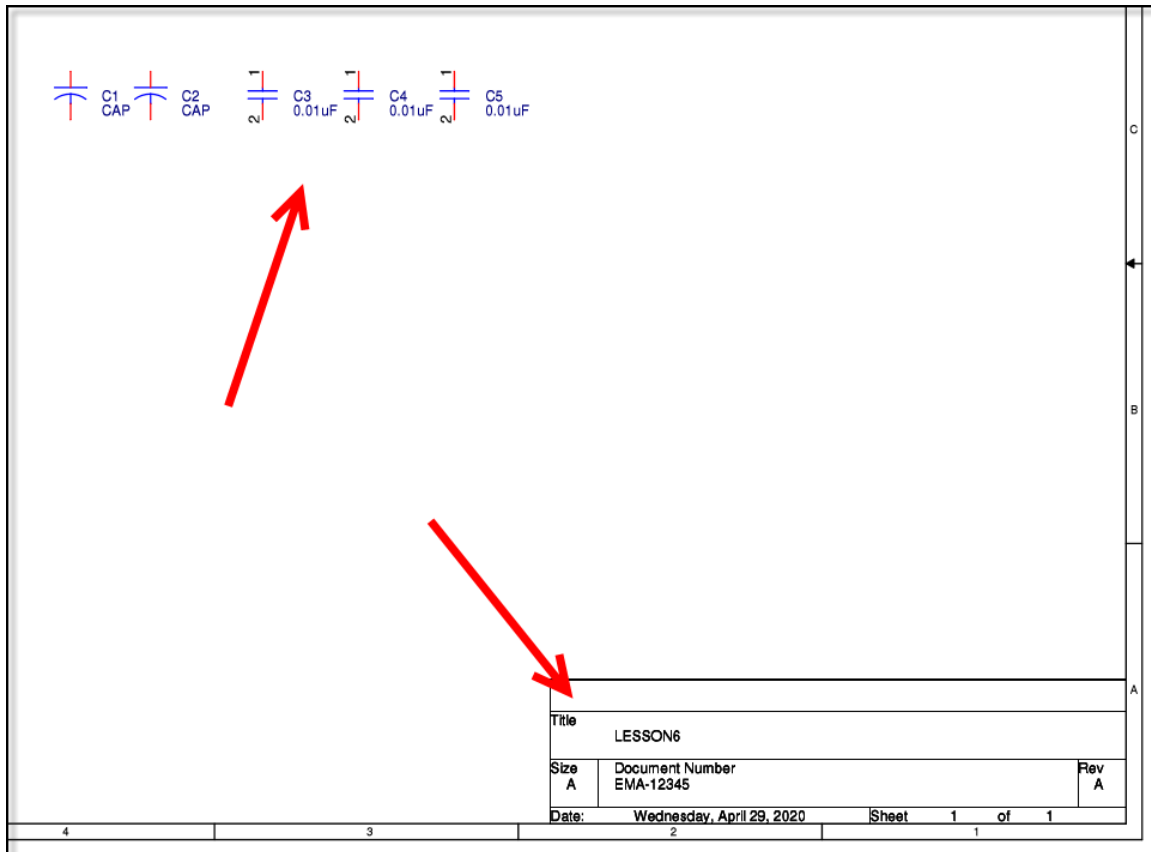 1 1 1
C1 C2 C3 C4 C5
CAP CAP 0.01uF 0.01uF 0.01uF
2 2 2
C
B
A
Title
LESSON6
Size Document Number Rev
A EMA-12345 A
Date: Wednesday, April 29, 2020 Sheet 1 of 1
4 3 2 1